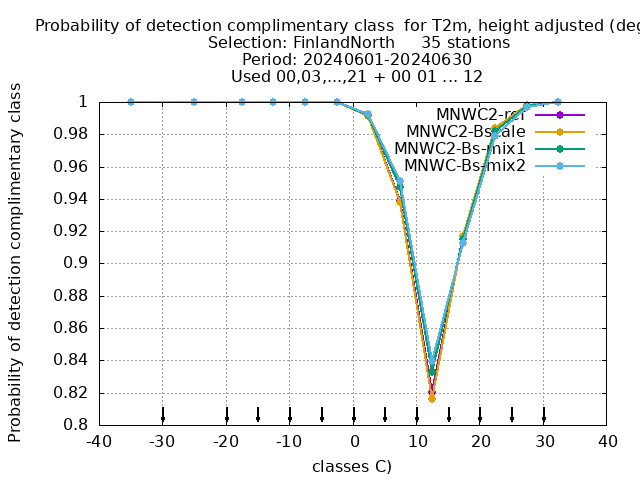 Probability of detection complimentary class  for T2m, height adjusted (deg
Selection: FinlandNorth     35 stations
Period: 20240601-20240630
Used 00,03,...,21 + 00 01 ... 12
Probability of detection complimentary class
1
0.98
0.96
0.94
0.92
0.9
0.88
0.86
0.84
0.82
0.8
MNWC2-ref
MNWC2-Bscale
MNWC2-Bs-mix1
MNWC-Bs-mix2
-40 -30 -20 -10 0 10 20 30 40
classes C)